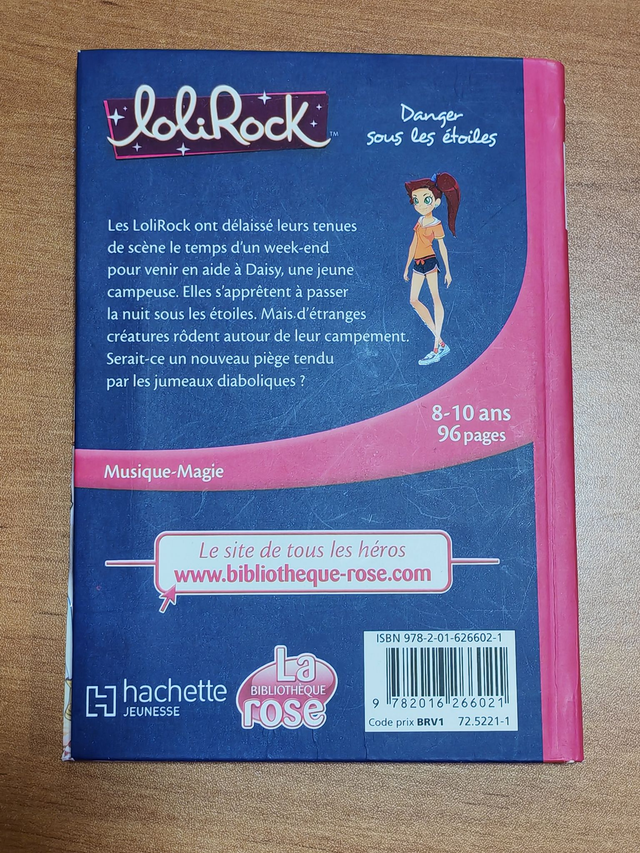 LoliRock™
Danger
sous les étoiles
Les LoliRock ont délaissé leurs tenues
de scène le temps d'un week-end
pour venir en aide à Daisy, une jeune
campeuse. Elles s'apprêtent à passer
la nuit sous les étoiles. Mais d'étranges
créatures rôdent autour de leur campement.
Serait-ce un nouveau piège tendu
par les jumeaux diaboliques ?
8-10 ans
96 pages
Musique-Magie
Le site de tous les héros
www.bibliotheque-rose.com
hachette
JEUNESSE
La
BIBLIOTHÈQUE
rose
ISBN 978-2-01-626602-1
9 782016 266021
Code prix BRV1 72.5221-1